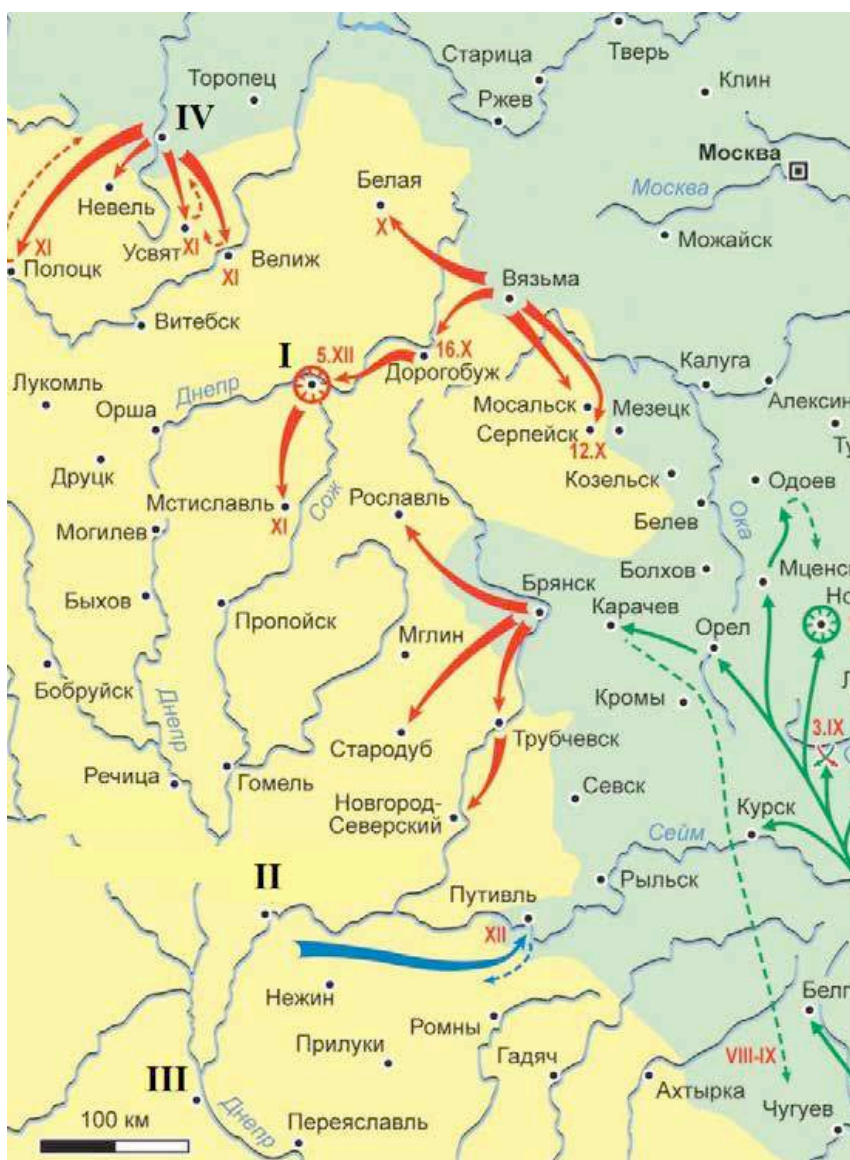 Тверь
Старица
Торопец
Клин
Ржев
IV
Москва
Белая
Москва
Невель
X
Можайск
XI
Усвят
XI
Велиж
Полоцк
XI
Вязьма
Витебск
I
5.XII
16.X
Дорогобуж
Калуга
Лукомль
Днепр
Алексин
Орша
Мосальск
Мезецк
Серпейск
12.X
Друцк
Козельск
Одоев
Мстиславль
Сож
Рославль
XI
Белев
Ока
Могилев
Болхов
Мценск
Брянск
Быхов
Карачев
Но
Пропойск
Орел
Мглин
Бобруйск
Кромы
Днепр
3.IX
Стародуб
Трубчевск
Речица
Гомель
Севск
Новгород-
Северский
Курск
Сейм
II
Рыльск
Путивль
XII
Нежин
Белг
Ромны
Прилуки
Гадяч
VIII-IX
III
Ахтырка
Днепр
100 км
Переяславль
Чугуев